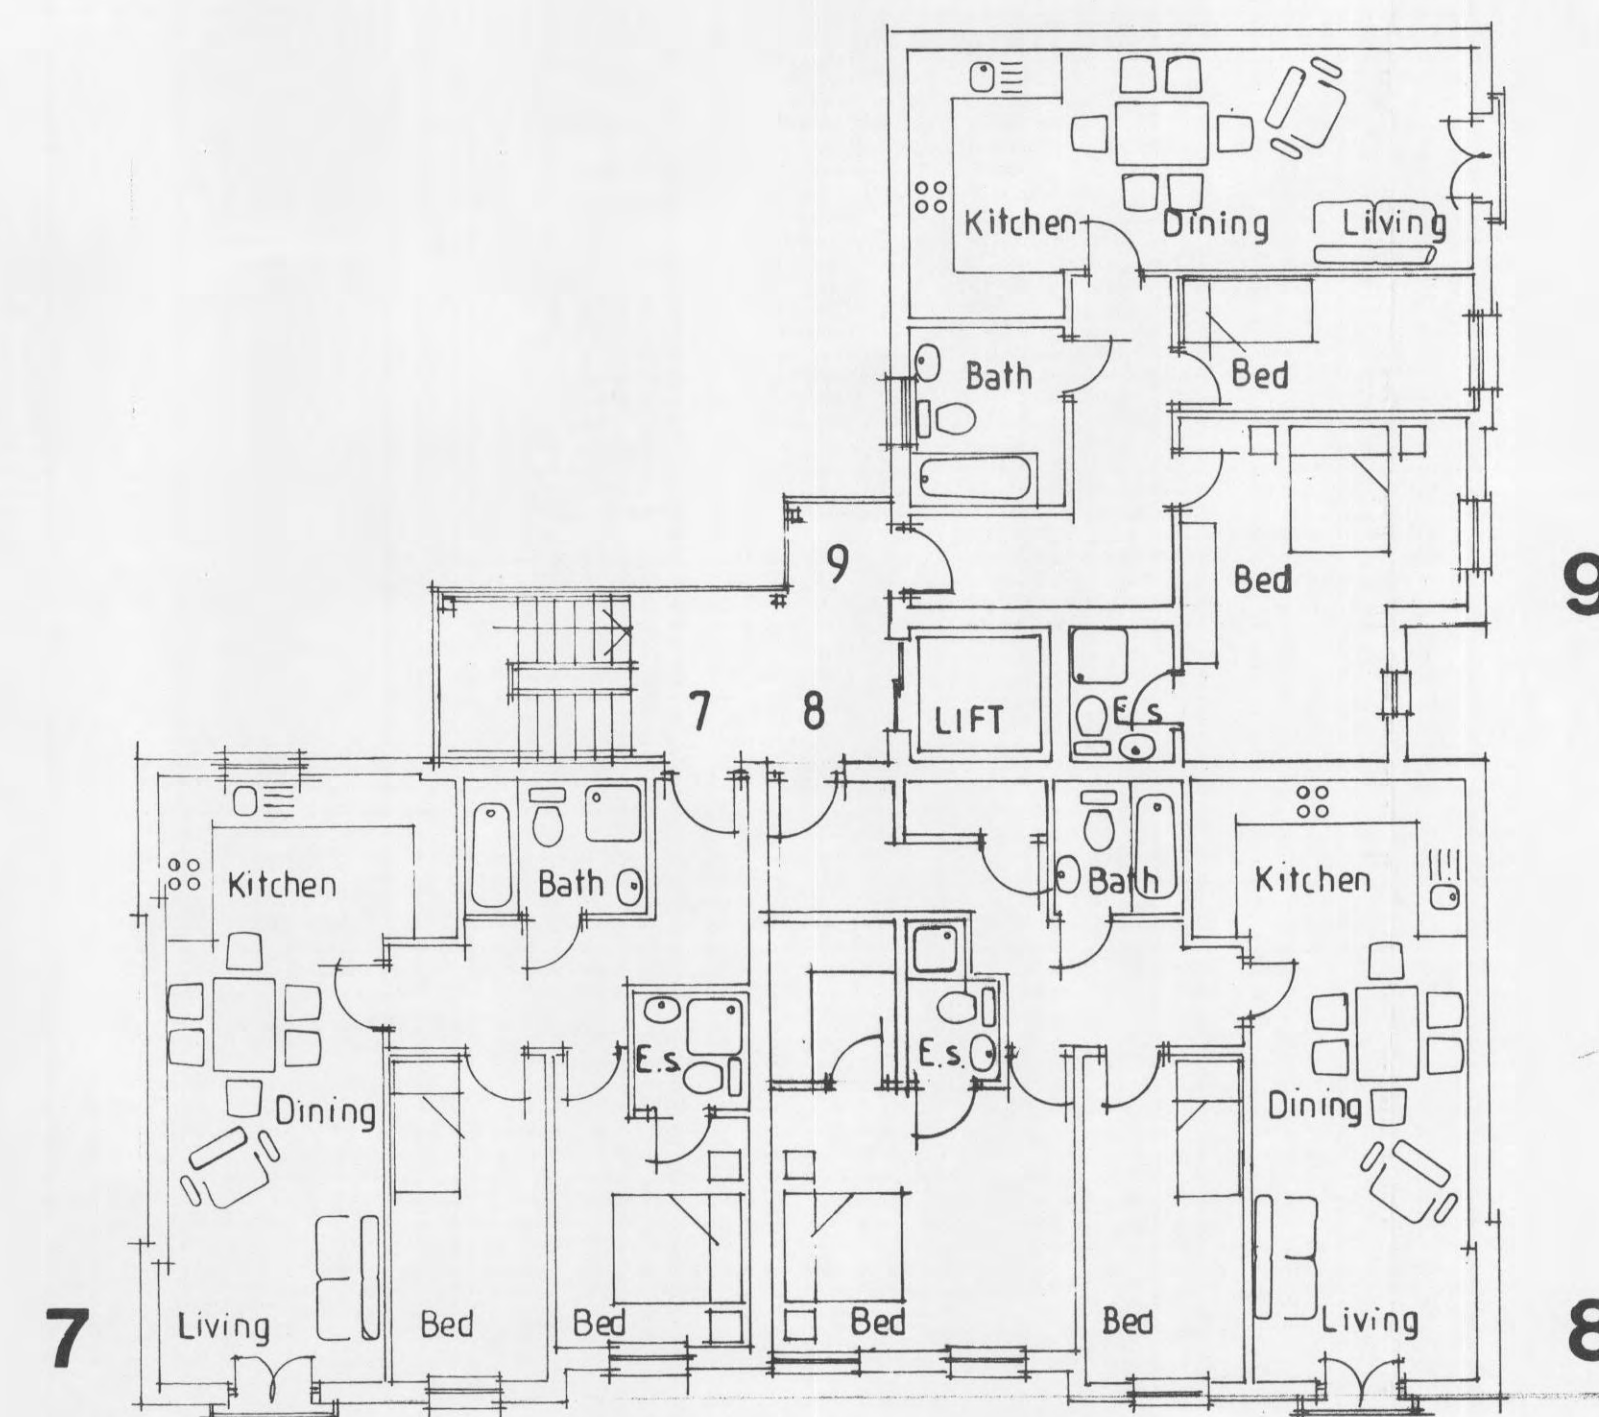 Kitchen Dining Lilving
Bath Bed
9
Bed
9
7 8
LIFT E s
Kitchen Bath Bath Kitchen
E.s. E.s.
Dining Dining
7 Living Bed Bed Bed Bed Living 8